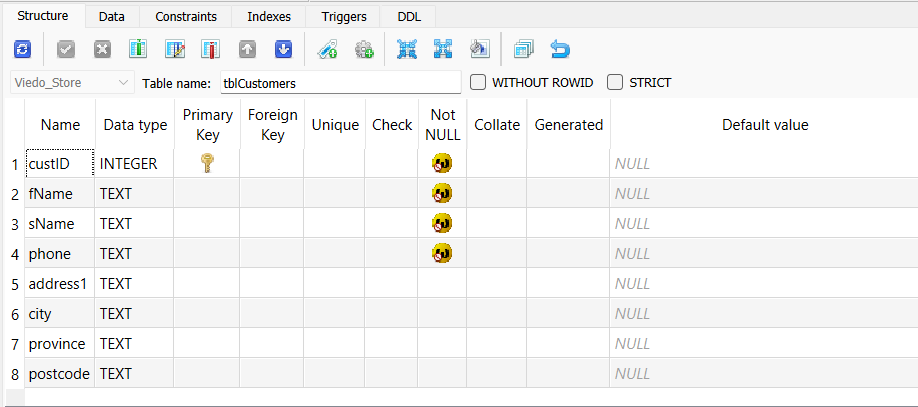 Structure Data Constraints Indexes Triggers DDL
Viedo_Store Table name: tblCustomers WITHOUT ROWID STRICT
Name Data type Primary Key Foreign Key Unique Check Not NULL Collate Generated Default value
1 custID INTEGER NULL
2 fName TEXT NULL
3 sName TEXT NULL
4 phone TEXT NULL
5 address1 TEXT NULL
6 city TEXT NULL
7 province TEXT NULL
8 postcode TEXT NULL